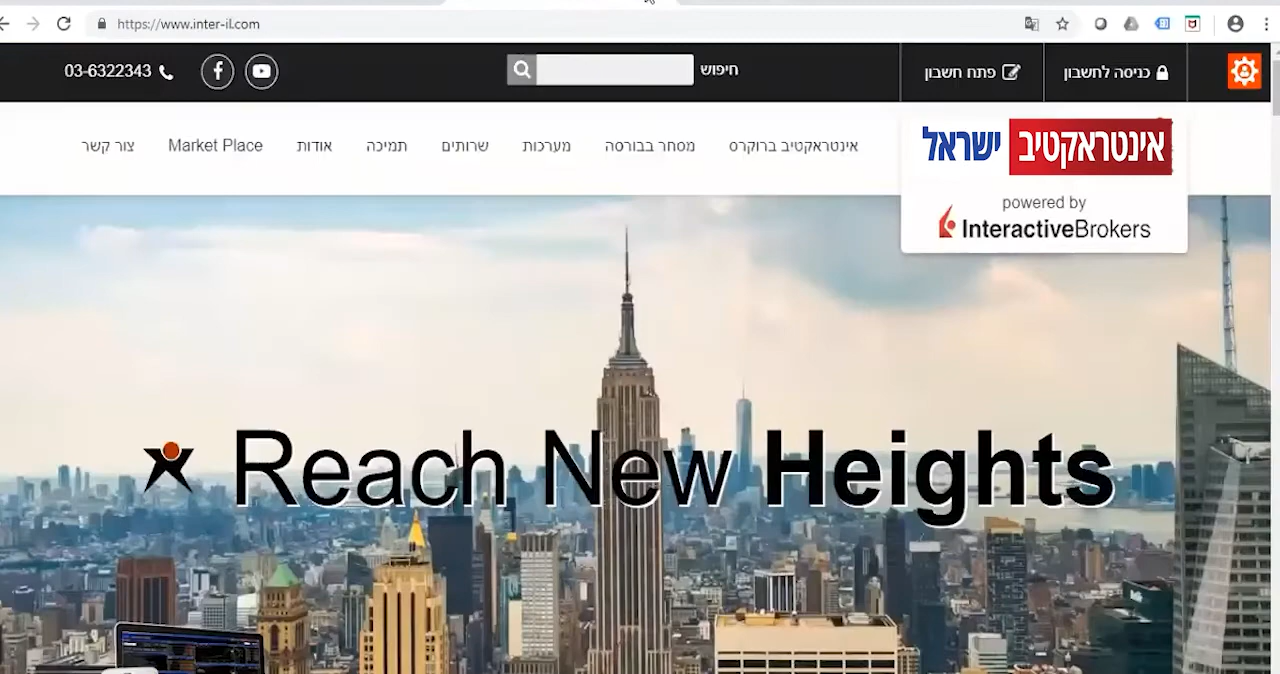 https://www.inter-il.com
כניסה לחשבון
פתח חשבון
חיפוש
03-6322343
אינטראקטיב ישראל
powered by
InteractiveBrokers
אינטראקטיב ברוקרס
מסחר בבורסה
מערכות
שרותים
תמיכה
אודות
Market Place
צור קשר
Reach New Heights